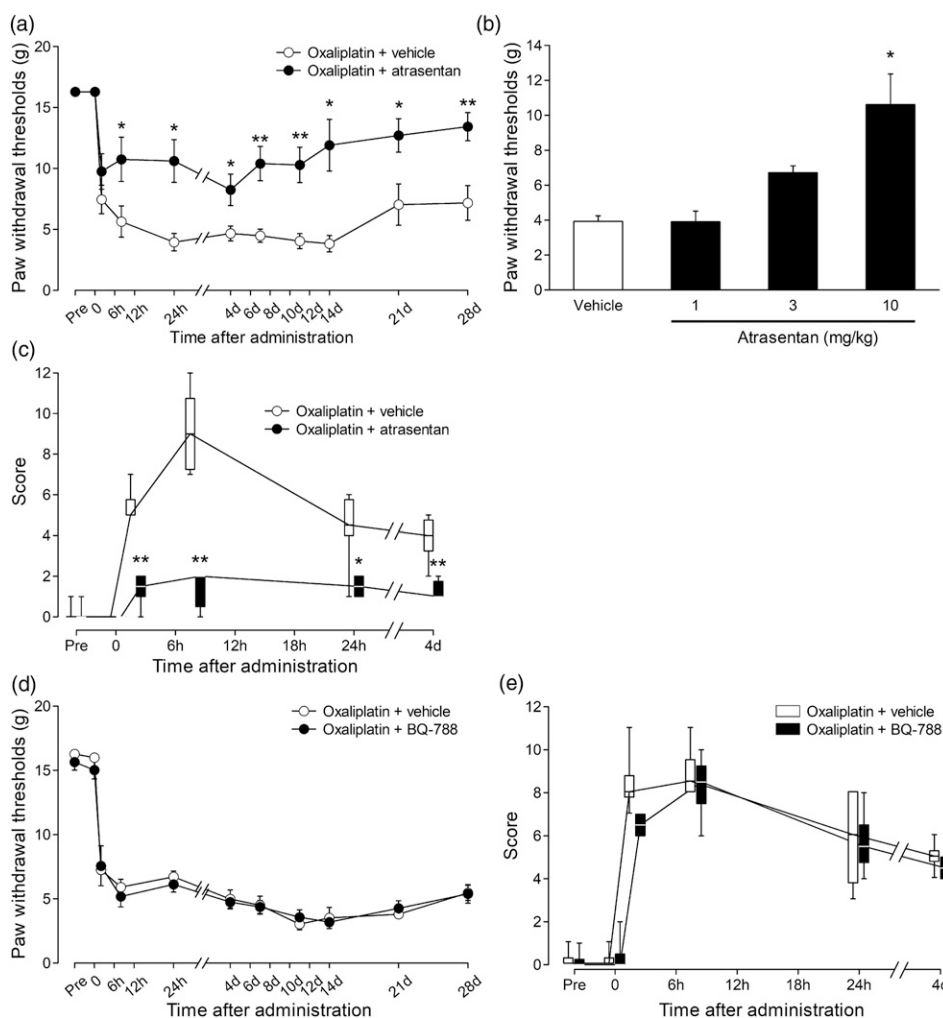 (a)
20
15
10
5
0
Paw withdrawal thresholds (g)
Oxaliplatin + vehicle
Oxaliplatin + atrasentan
* * * ** ** * * **
Pre 0 6h 12h 24h 4d 6d 8d 10d 12d 14d 21d 28d
Time after administration
(b)
14
12
10
8
6
4
2
0
Paw withdrawal thresholds (g)
*
Vehicle 1 3 10
Atrasentan (mg/kg)
(c)
12
10
8
6
4
2
0
Score
Oxaliplatin + vehicle
Oxaliplatin + atrasentan
** ** * **
Pre 0 6h 12h 18h 24h 4d
Time after administration
(d)
20
15
10
5
0
Paw withdrawal thresholds (g)
Oxaliplatin + vehicle
Oxaliplatin + BQ-788
Pre 0 6h 12h 24h 4d 6d 8d 10d 12d 14d 21d 28d
Time after administration
(e)
12
10
8
6
4
2
0
Score
Oxaliplatin + vehicle
Oxaliplatin + BQ-788
Pre 0 6h 12h 24h 4d
Time after administration